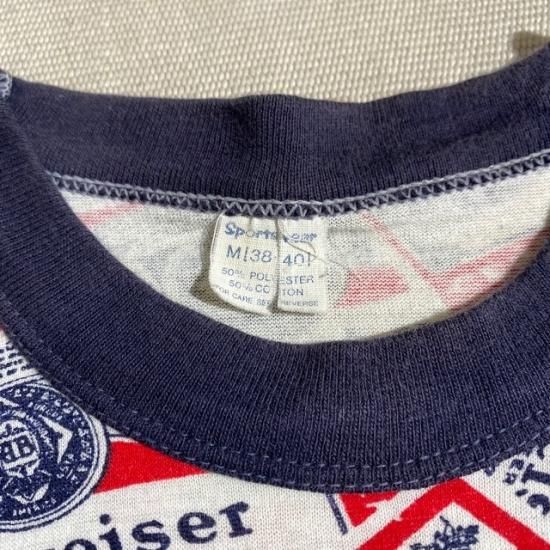 Sportswear
M[38-40]
50% POLYESTER
50% COTTON
FOR CARE SEE REVERSE
eiser